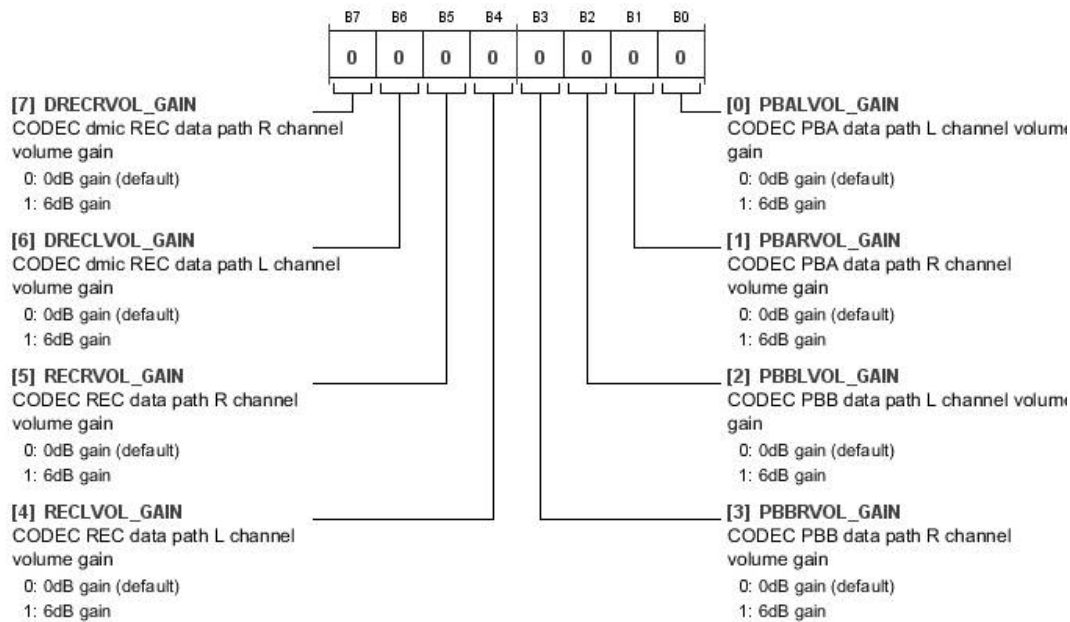 B7 B6 B5 B4 B3 B2 B1 B0
0 0 0 0 0 0 0 0
[7] DRECRVOL_GAIN
CODEC dmic REC data path R channel
volume gain
0: 0dB gain (default)
1: 6dB gain
[6] DRECLVOL_GAIN
CODEC dmic REC data path L channel
volume gain
0: 0dB gain (default)
1: 6dB gain
[5] RECRVOL_GAIN
CODEC REC data path R channel
volume gain
0: 0dB gain (default)
1: 6dB gain
[4] RECLVOL_GAIN
CODEC REC data path L channel
volume gain
0: 0dB gain (default)
1: 6dB gain
[0] PBALVOL_GAIN
CODEC PBA data path L channel volume
gain
0: 0dB gain (default)
1: 6dB gain
[1] PBARVOL_GAIN
CODEC PBA data path R channel
volume gain
0: 0dB gain (default)
1: 6dB gain
[2] PBBLVOL_GAIN
CODEC PBB data path L channel volume
gain
0: 0dB gain (default)
1: 6dB gain
[3] PBBRVOL_GAIN
CODEC PBB data path R channel
volume gain
0: 0dB gain (default)
1: 6dB gain